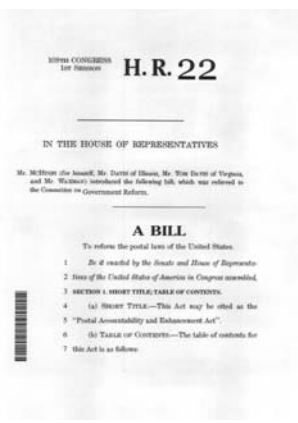 109TH CONGRESS
1ST SESSION
H. R. 22
IN THE HOUSE OF REPRESENTATIVES
Mr. MCHUGH (for himself, Mr. DAVIS of Illinois, Mr. TOM DAVIS of Virginia,
and Mr. WAXMAN) introduced the following bill; which was referred to
the Committee on Government Reform.
A BILL
To reform the postal laws of the United States.
1 Be it enacted by the Senate and House of Representa-
2 tives of the United States of America in Congress assembled,
3 SECTION 1. SHORT TITLE; TABLE OF CONTENTS.
4 (a) SHORT TITLE.—This Act may be cited as the
5 "Postal Accountability and Enhancement Act".
6 (b) TABLE OF CONTENTS.—The table of contents for
7 this Act is as follows: